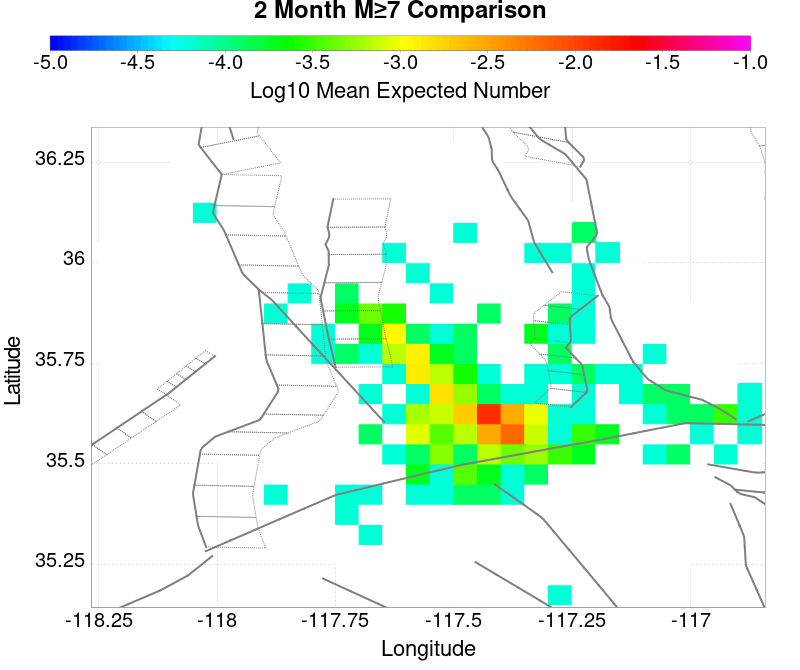 2 Month M≥7 Comparison
-5.0 -4.5 -4.0 -3.5 -3.0 -2.5 -2.0 -1.5 -1.0
Log10 Mean Expected Number
36.25
36
35.75
35.5
35.25
Latitude
-118.25 -118 -117.75 -117.5 -117.25 -117
Longitude